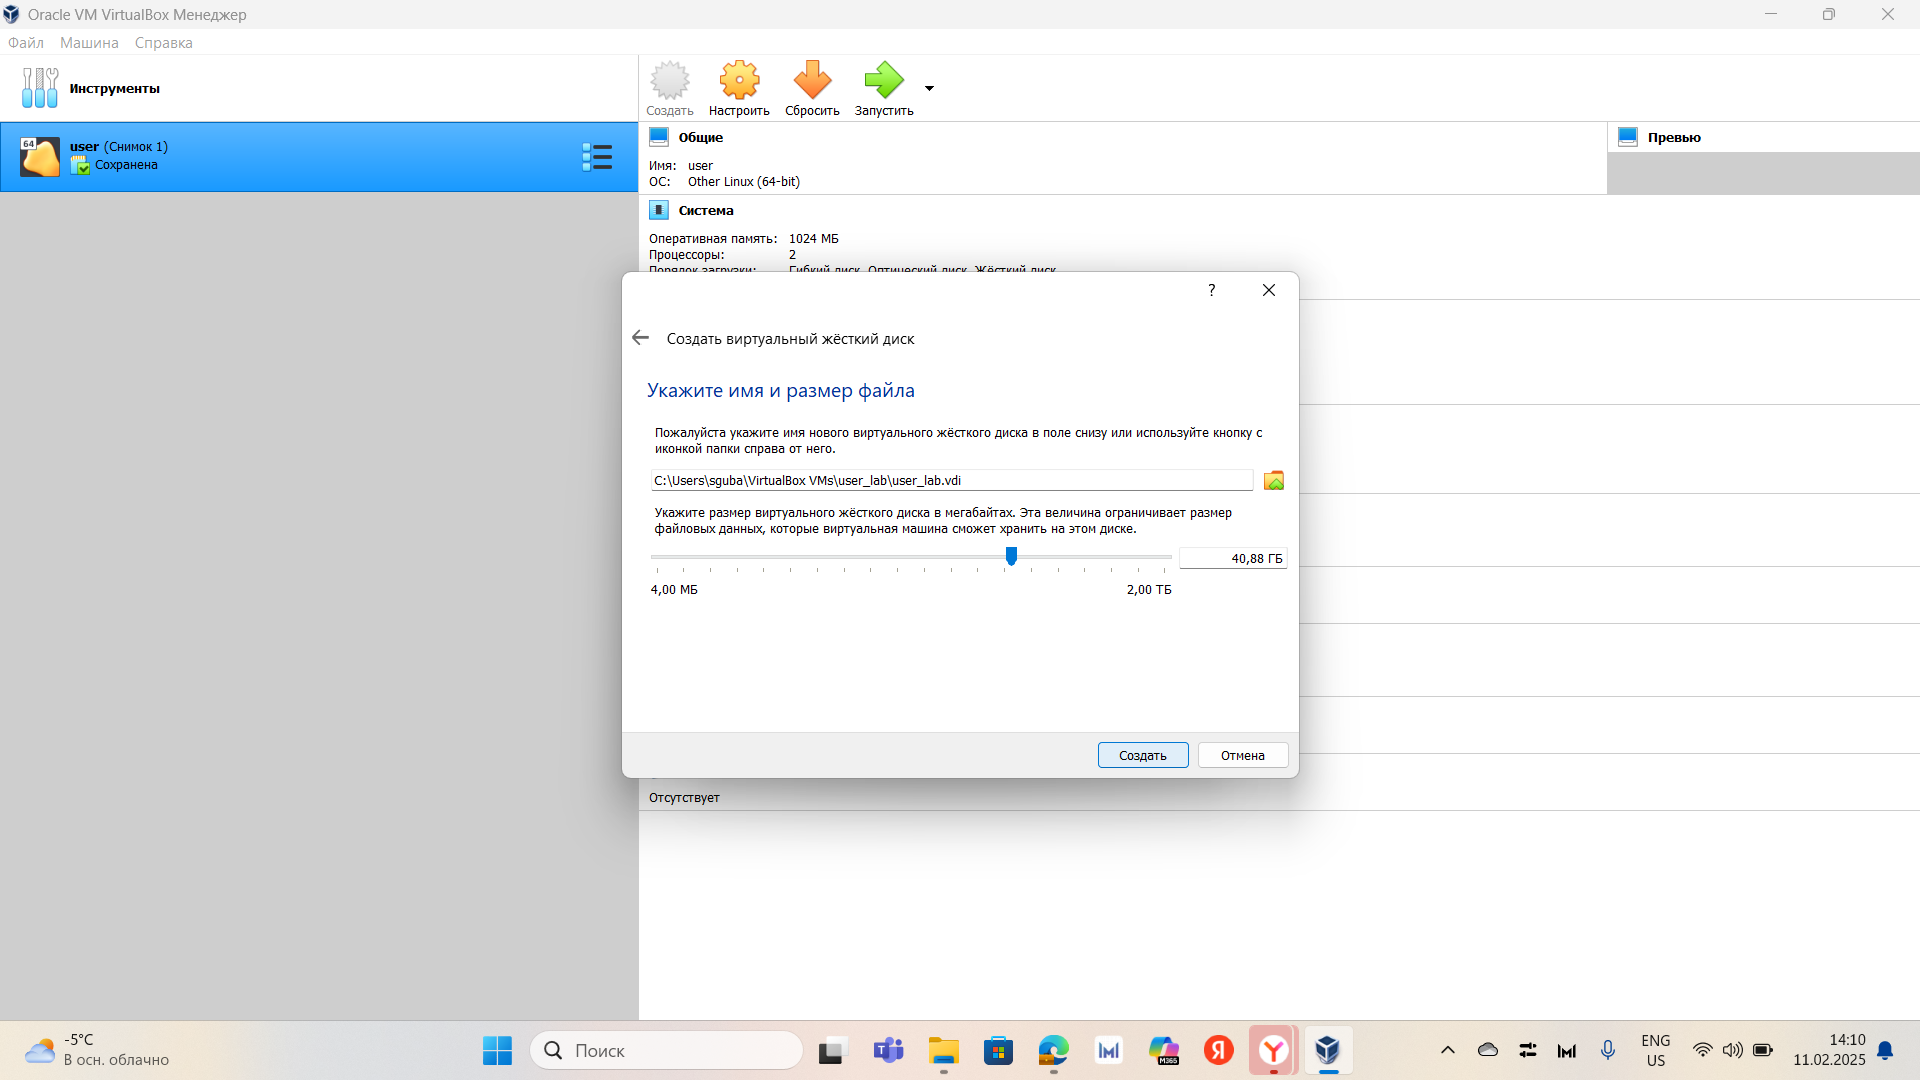 Oracle VM VirtualBox Менеджер
Файл Машина Справка
Инструменты
Создать Настроить Сбросить Запустить
64
user (Снимок 1)
Сохранена
Общие
Имя: user
ОС: Other Linux (64-bit)
Превью
Система
Оперативная память: 1024 МБ
Процессоры: 2
Порядок загрузки: Гибкий диск, Оптический диск, Жёсткий диск
?
Создать виртуальный жёсткий диск
Укажите имя и размер файла
Пожалуйста укажите имя нового виртуального жёсткого диска в поле снизу или используйте кнопку с
иконкой папки справа от него.
C:\Users\sguba\VirtualBox VMs\user_lab\user_lab.vdi
Укажите размер виртуального жёсткого диска в мегабайтах. Эта величина ограничивает размер
файловых данных, которые виртуальная машина сможет хранить на этом диске.
40,88 ГБ
4,00 МБ 2,00 ТБ
Создать Отмена
Отсутствует
-5°C
В осн. облачно
Поиск
M365
Я
ENG
US
14:10
11.02.2025